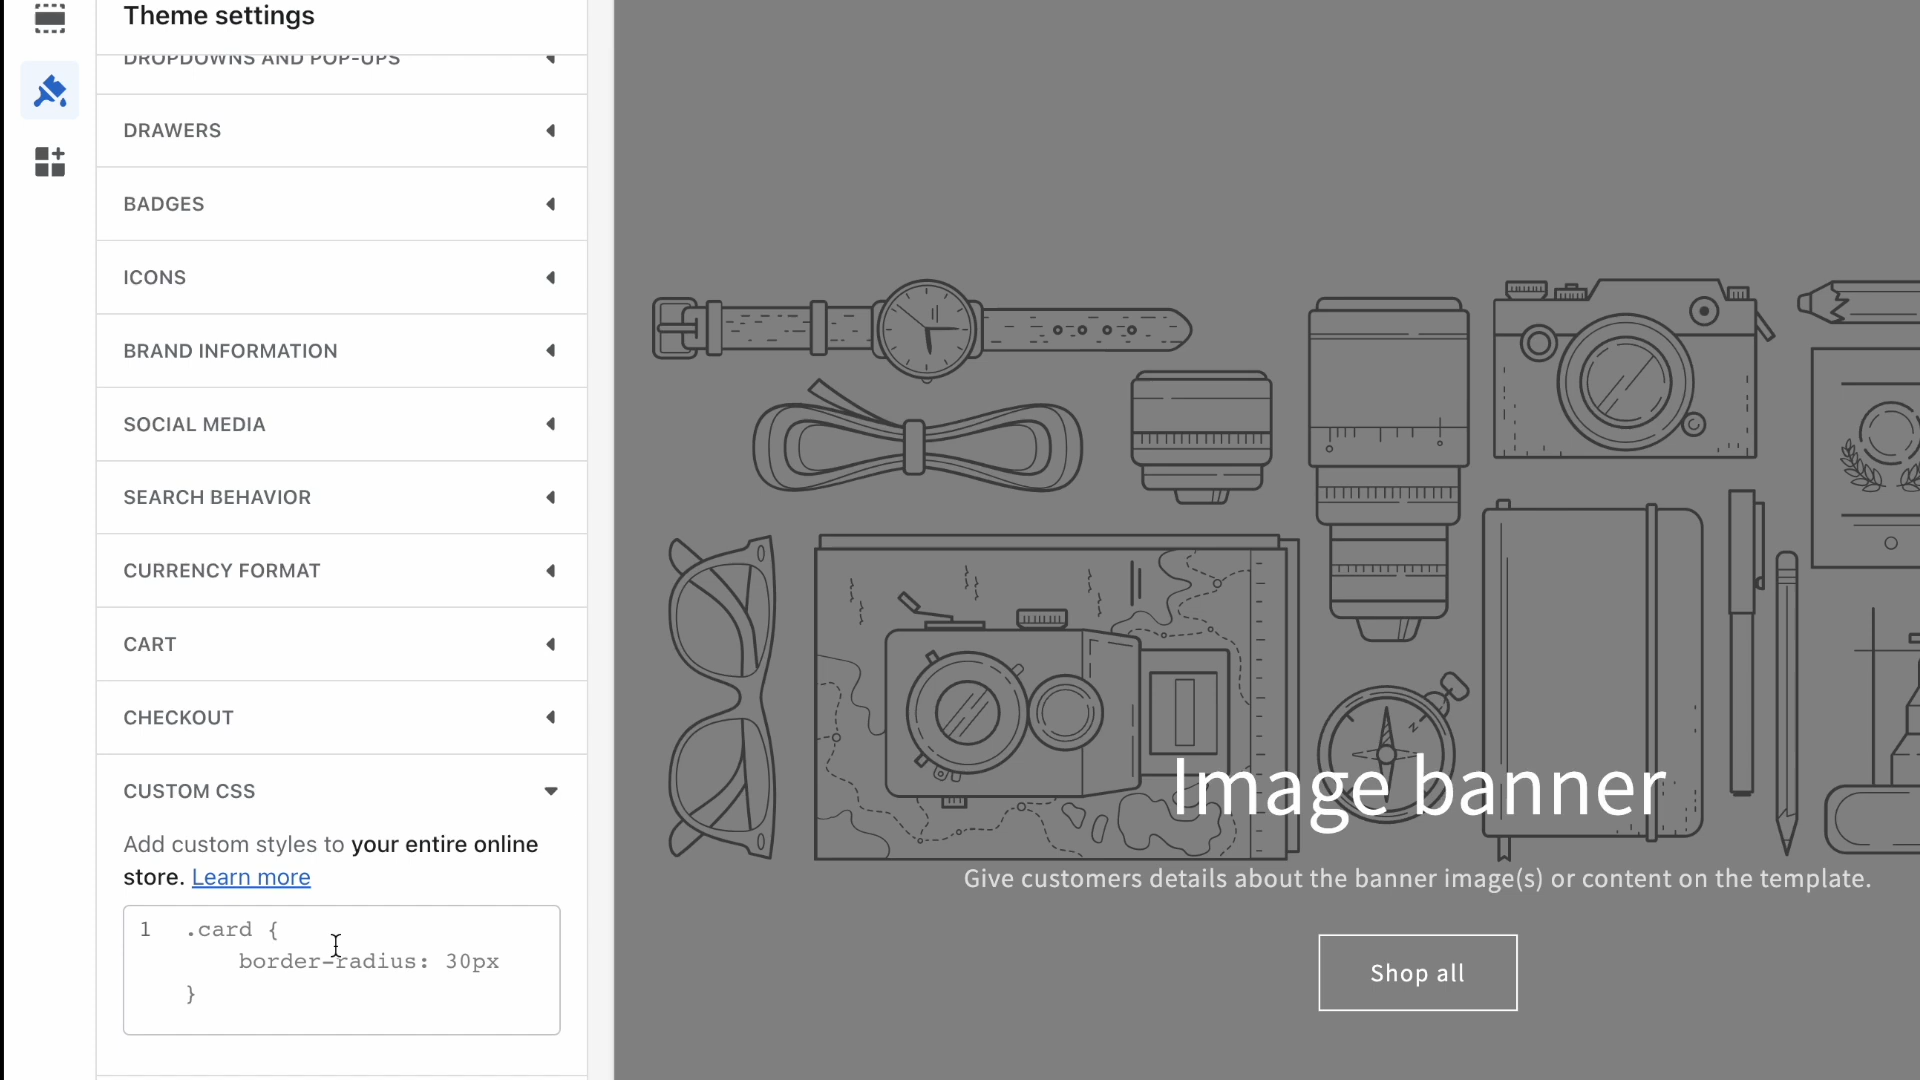 Theme settings
DROPDOWNS AND POP-UPS
DRAWERS
BADGES
ICONS
BRAND INFORMATION
SOCIAL MEDIA
SEARCH BEHAVIOR
CURRENCY FORMAT
CART
CHECKOUT
CUSTOM CSS
Add custom styles to your entire online
store. Learn more
1 .card {
border-radius: 30px
}
Image banner
Give customers details about the banner image(s) or content on the template.
Shop all